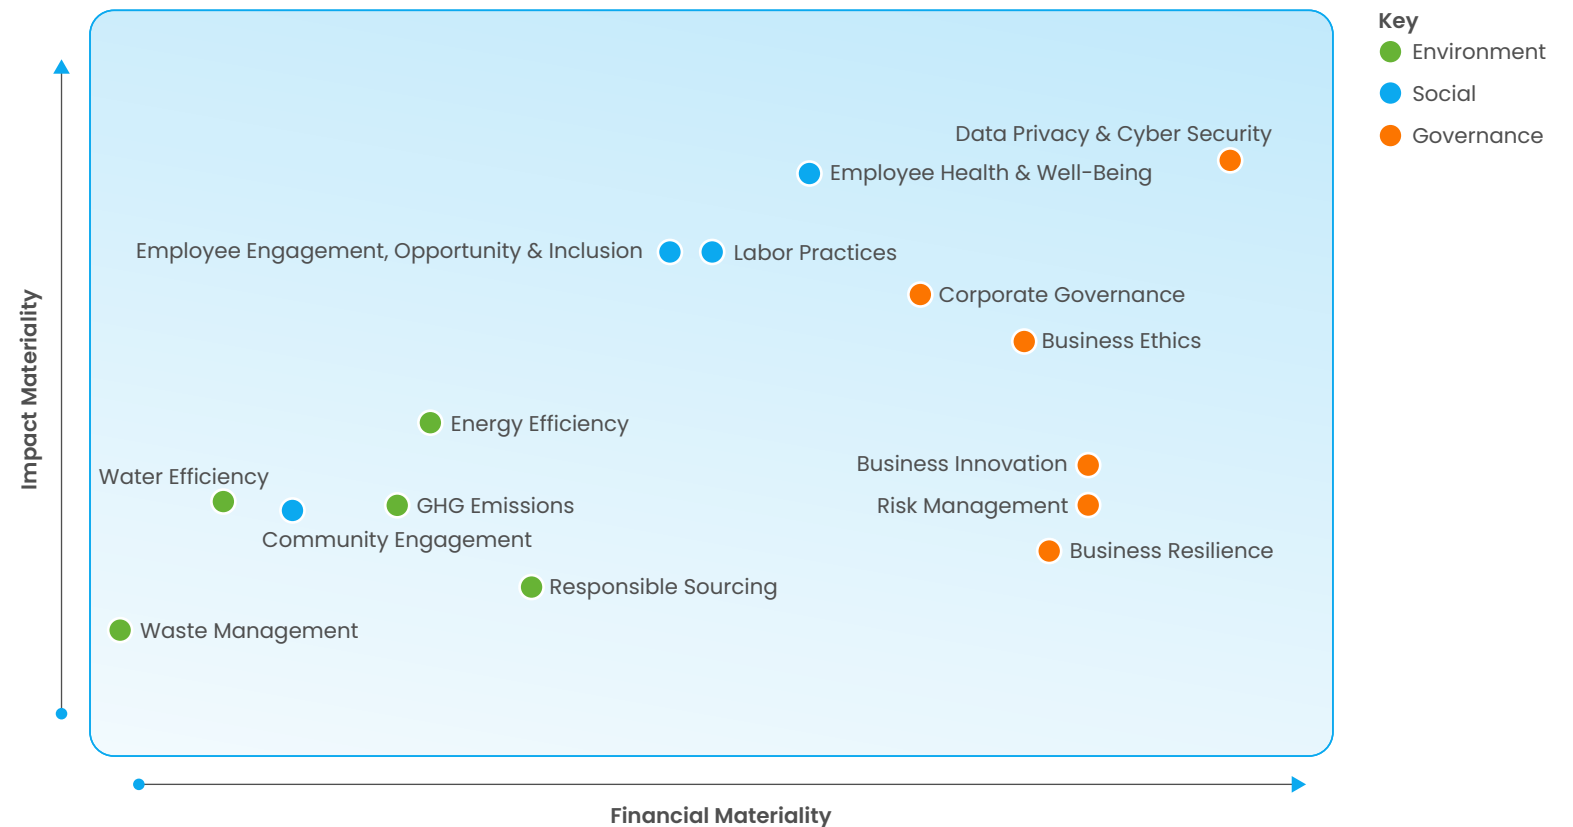 Key
Environment
Social
Governance
Data Privacy & Cyber Security
Employee Health & Well-Being
Employee Engagement, Opportunity & Inclusion
Labor Practices
Corporate Governance
Business Ethics
Energy Efficiency
Business Innovation
Water Efficiency
GHG Emissions
Risk Management
Community Engagement
Business Resilience
Responsible Sourcing
Waste Management
Impact Materiality
Financial Materiality